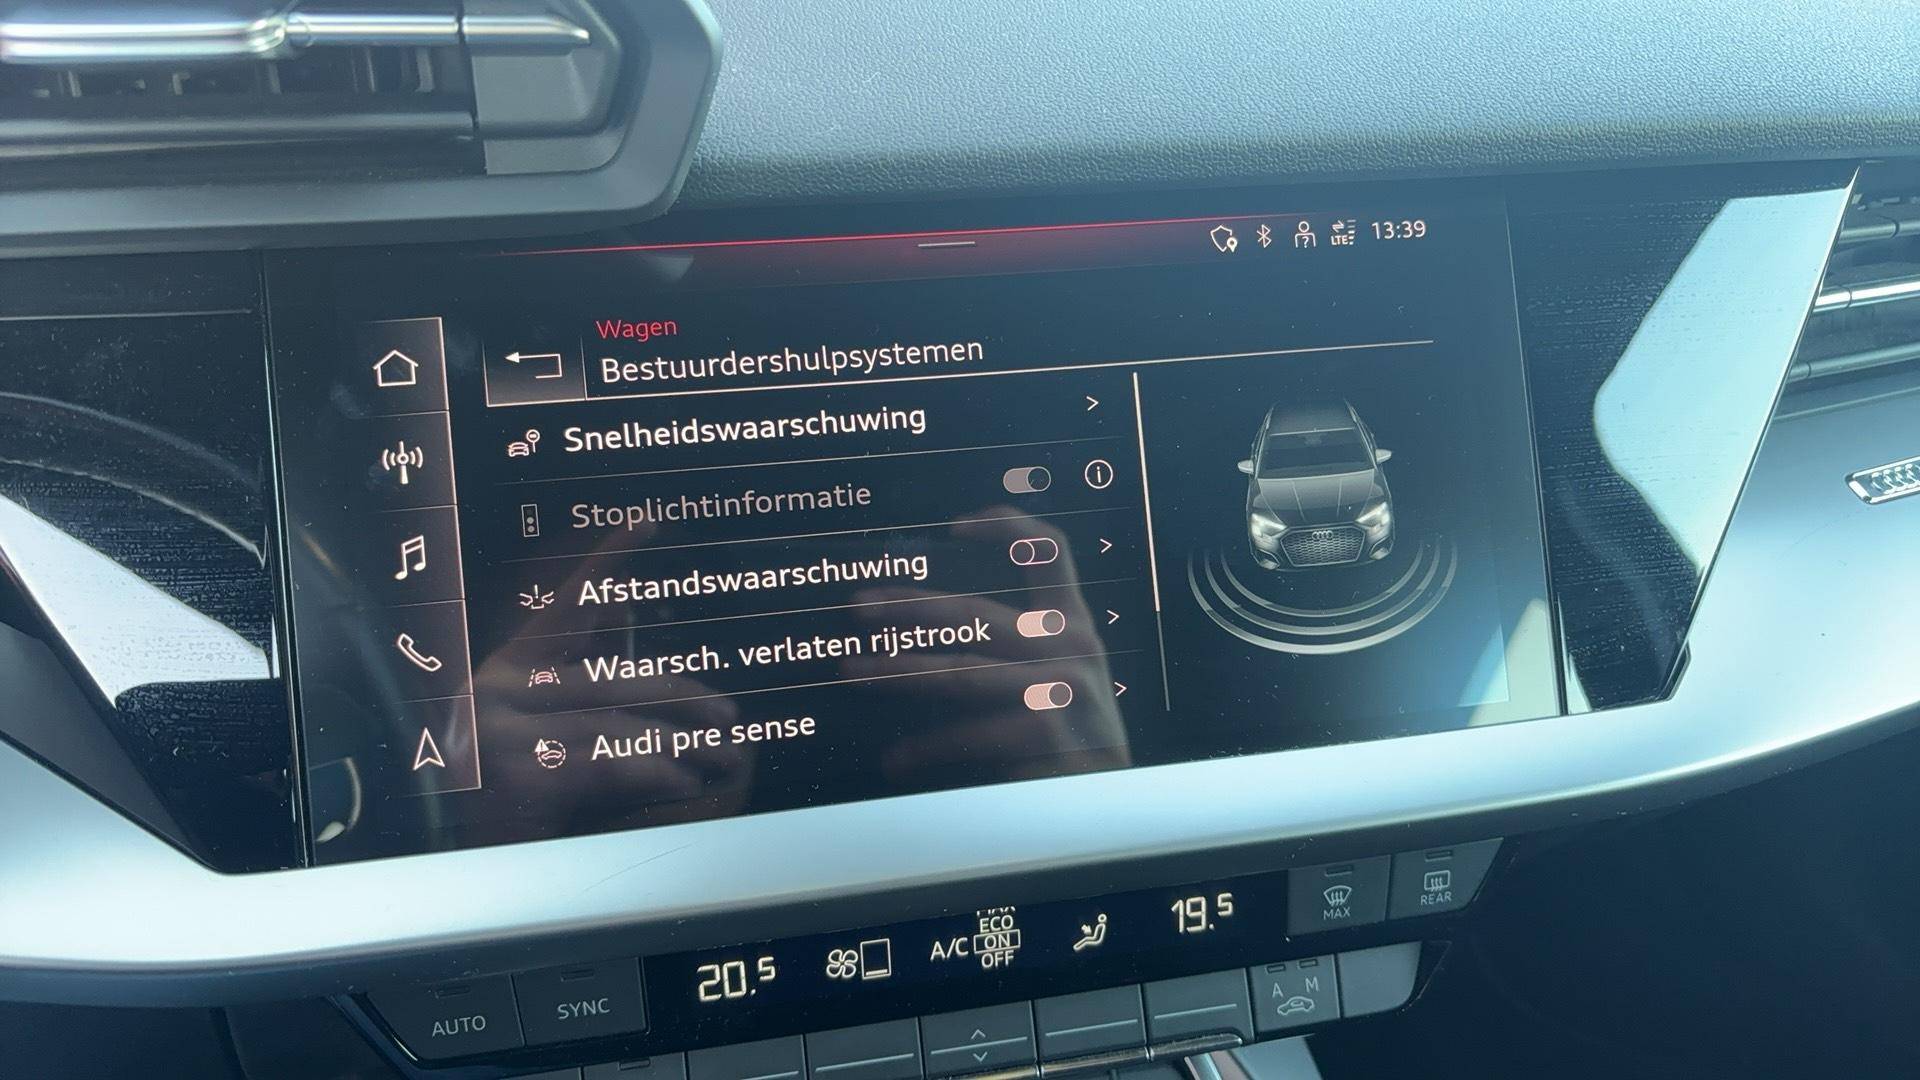 LTE 13:39
Wagen
Bestuurdershulpsystemen
Snelheidswaarschuwing
Stoplichtinformatie
Afstandswaarschuwing
Waarsch. verlaten rijstrook
Audi pre sense
MAX
REAR
20.5
A/C
ECO
ON
OFF
19.5
AUTO
SYNC
A M